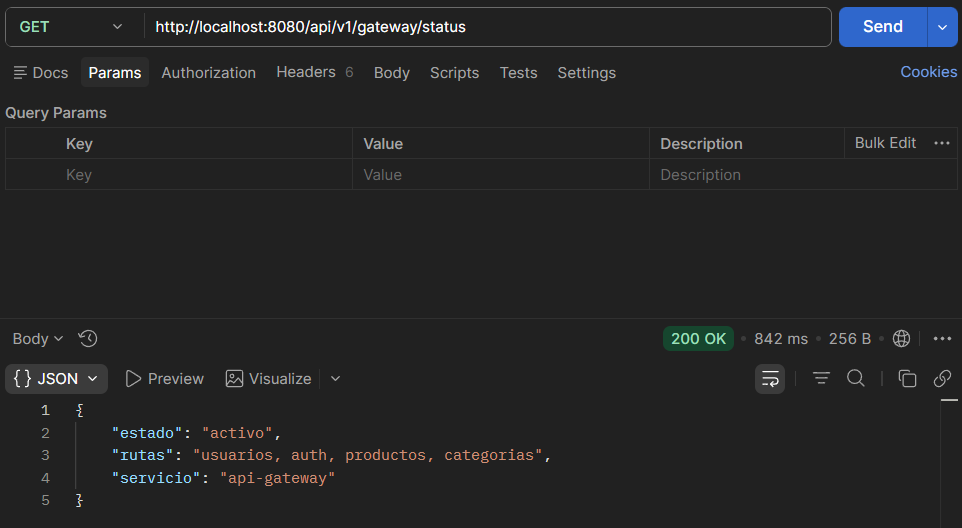 GET http://localhost:8080/api/v1/gateway/status Send
Docs Params Authorization Headers 6 Body Scripts Tests Settings Cookies
Query Params
Key Value Description Bulk Edit
Key Value Description
Body 200 OK • 842 ms • 256 B
{} JSON Preview Visualize
1 {
2 "estado": "activo",
3 "rutas": "usuarios, auth, productos, categorias",
4 "servicio": "api-gateway"
5 }